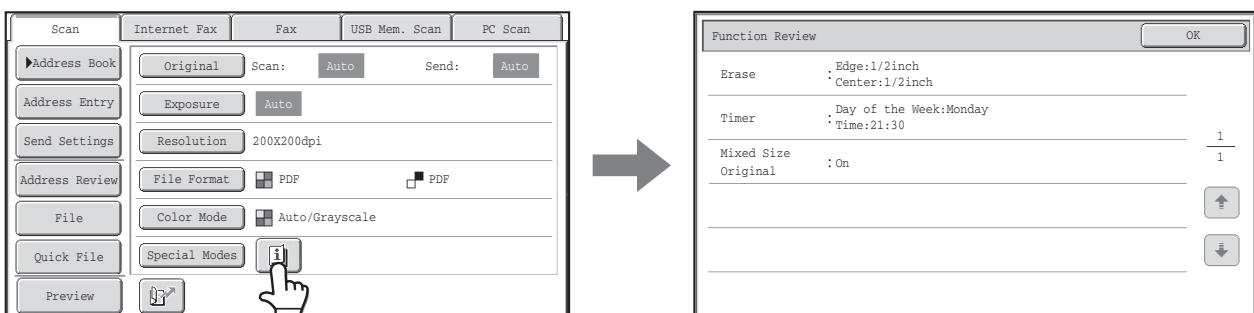 Scan Internet Fax Fax USB Mem. Scan PC Scan
Address Book Original Scan: Auto Send: Auto
Address Entry Exposure Auto
Send Settings Resolution 200X200dpi
Address Review File Format PDF PDF
File Color Mode Auto/Grayscale
Quick File Special Modes
Preview
Function Review OK
Erase :Edge:1/2inch
Center:1/2inch
Timer :Day of the Week:Monday
Time:21:30
Mixed Size
Original :On
1
1